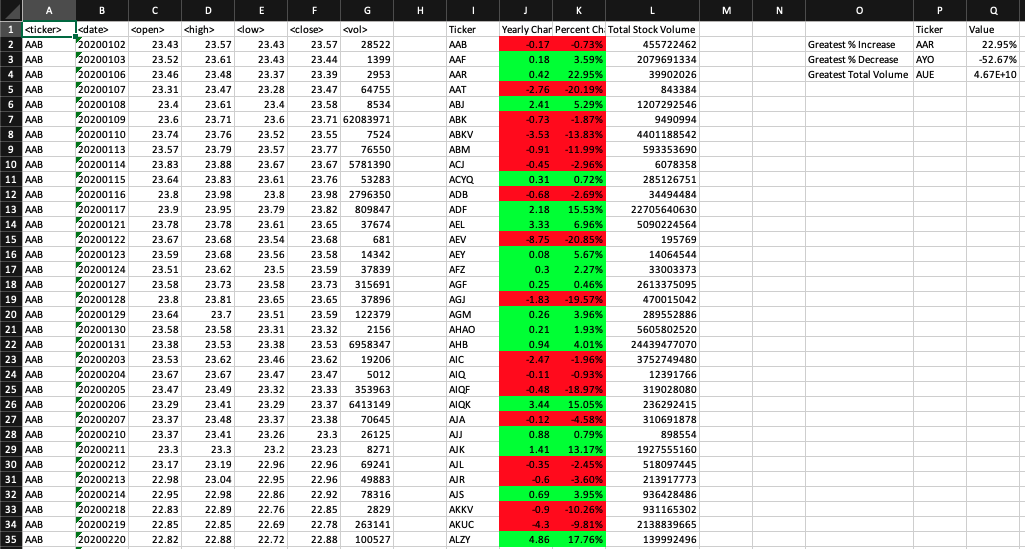 A B C D E F G H I J K L M N O P Q
1 <ticker> <date> <open> <high> <low> <close> <vol> Ticker Yearly Chan Percent Ch Total Stock Volume Ticker Value
2 AAB 20200102 23.43 23.57 23.43 23.57 28522 AAB -0.17 -0.73% 455722462 Greatest % Increase AAR 22.95%
3 AAB 20200103 23.52 23.61 23.43 23.44 1399 AAF 0.18 3.59% 2079691334 Greatest % Decrease AYO -52.67%
4 AAB 20200106 23.46 23.48 23.37 23.39 2953 AAR 0.42 22.95% 39902026 Greatest Total Volume AUE 4.67E+10
5 AAB 20200107 23.31 23.47 23.28 23.47 64755 AAT -2.76 -20.19% 843384
6 AAB 20200108 23.4 23.61 23.4 23.58 8534 ABJ 2.41 5.29% 1207292546
7 AAB 20200109 23.6 23.71 23.6 23.71 62083971 ABK -0.73 -1.87% 9490994
8 AAB 20200110 23.74 23.76 23.52 23.55 7524 ABKV -3.53 -13.83% 4401188542
9 AAB 20200113 23.57 23.79 23.57 23.77 76550 ABM -0.91 -11.99% 593353690
10 AAB 20200114 23.83 23.88 23.67 23.67 5781390 ACJ -0.45 -2.96% 6078358
11 AAB 20200115 23.64 23.83 23.61 23.76 53283 ACYQ 0.31 0.72% 285126751
12 AAB 20200116 23.8 23.98 23.8 23.98 2796350 ADB -0.68 -2.69% 34494484
13 AAB 20200117 23.9 23.95 23.79 23.82 809847 ADF 2.18 15.53% 22705640630
14 AAB 20200121 23.78 23.78 23.61 23.65 37674 AEL 3.33 6.96% 5090224564
15 AAB 20200122 23.67 23.68 23.54 23.68 681 AEV -8.75 -20.85% 195769
16 AAB 20200123 23.59 23.68 23.56 23.58 14342 AEY 0.08 5.67% 14064544
17 AAB 20200124 23.51 23.62 23.5 23.59 37839 AFZ 0.3 2.27% 33003373
18 AAB 20200127 23.58 23.73 23.58 23.73 315691 AGF 0.25 0.46% 2613375095
19 AAB 20200128 23.8 23.81 23.65 23.65 37896 AGJ -1.83 -19.57% 470015042
20 AAB 20200129 23.64 23.7 23.51 23.59 122379 AGM 0.26 3.96% 289552886
21 AAB 20200130 23.58 23.58 23.31 23.32 2156 AHAO 0.21 1.93% 5605802520
22 AAB 20200131 23.38 23.53 23.38 23.53 6958347 AHB 0.94 4.01% 24439477070
23 AAB 20200203 23.53 23.62 23.46 23.62 19206 AIC -2.47 -1.96% 3752749480
24 AAB 20200204 23.67 23.67 23.47 23.47 5012 AIQ -0.11 -0.93% 12391766
25 AAB 20200205 23.47 23.49 23.32 23.33 353963 AIQF -0.48 -18.97% 319028080
26 AAB 20200206 23.29 23.41 23.29 23.37 6413149 AIQK 3.44 15.05% 236292415
27 AAB 20200207 23.37 23.48 23.37 23.38 70645 AJA -0.12 -4.58% 310691878
28 AAB 20200210 23.37 23.41 23.26 23.3 26125 AJJ 0.88 0.79% 898554
29 AAB 20200211 23.3 23.3 23.2 23.23 8271 AJK 1.41 13.17% 1927555160
30 AAB 20200212 23.17 23.19 22.96 22.96 69241 AJL -0.35 -2.45% 518097445
31 AAB 20200213 22.98 23.04 22.95 22.96 49883 AJR -0.6 -3.60% 213917773
32 AAB 20200214 22.95 22.98 22.86 22.92 78316 AJS 0.69 3.95% 936428486
33 AAB 20200218 22.83 22.89 22.76 22.85 2829 AKKV -0.9 -10.26% 931165302
34 AAB 20200219 22.85 22.85 22.69 22.78 263141 AKUC -4.3 -9.81% 2138839665
35 AAB 20200220 22.82 22.88 22.72 22.88 100527 ALZY 4.86 17.76% 139992496